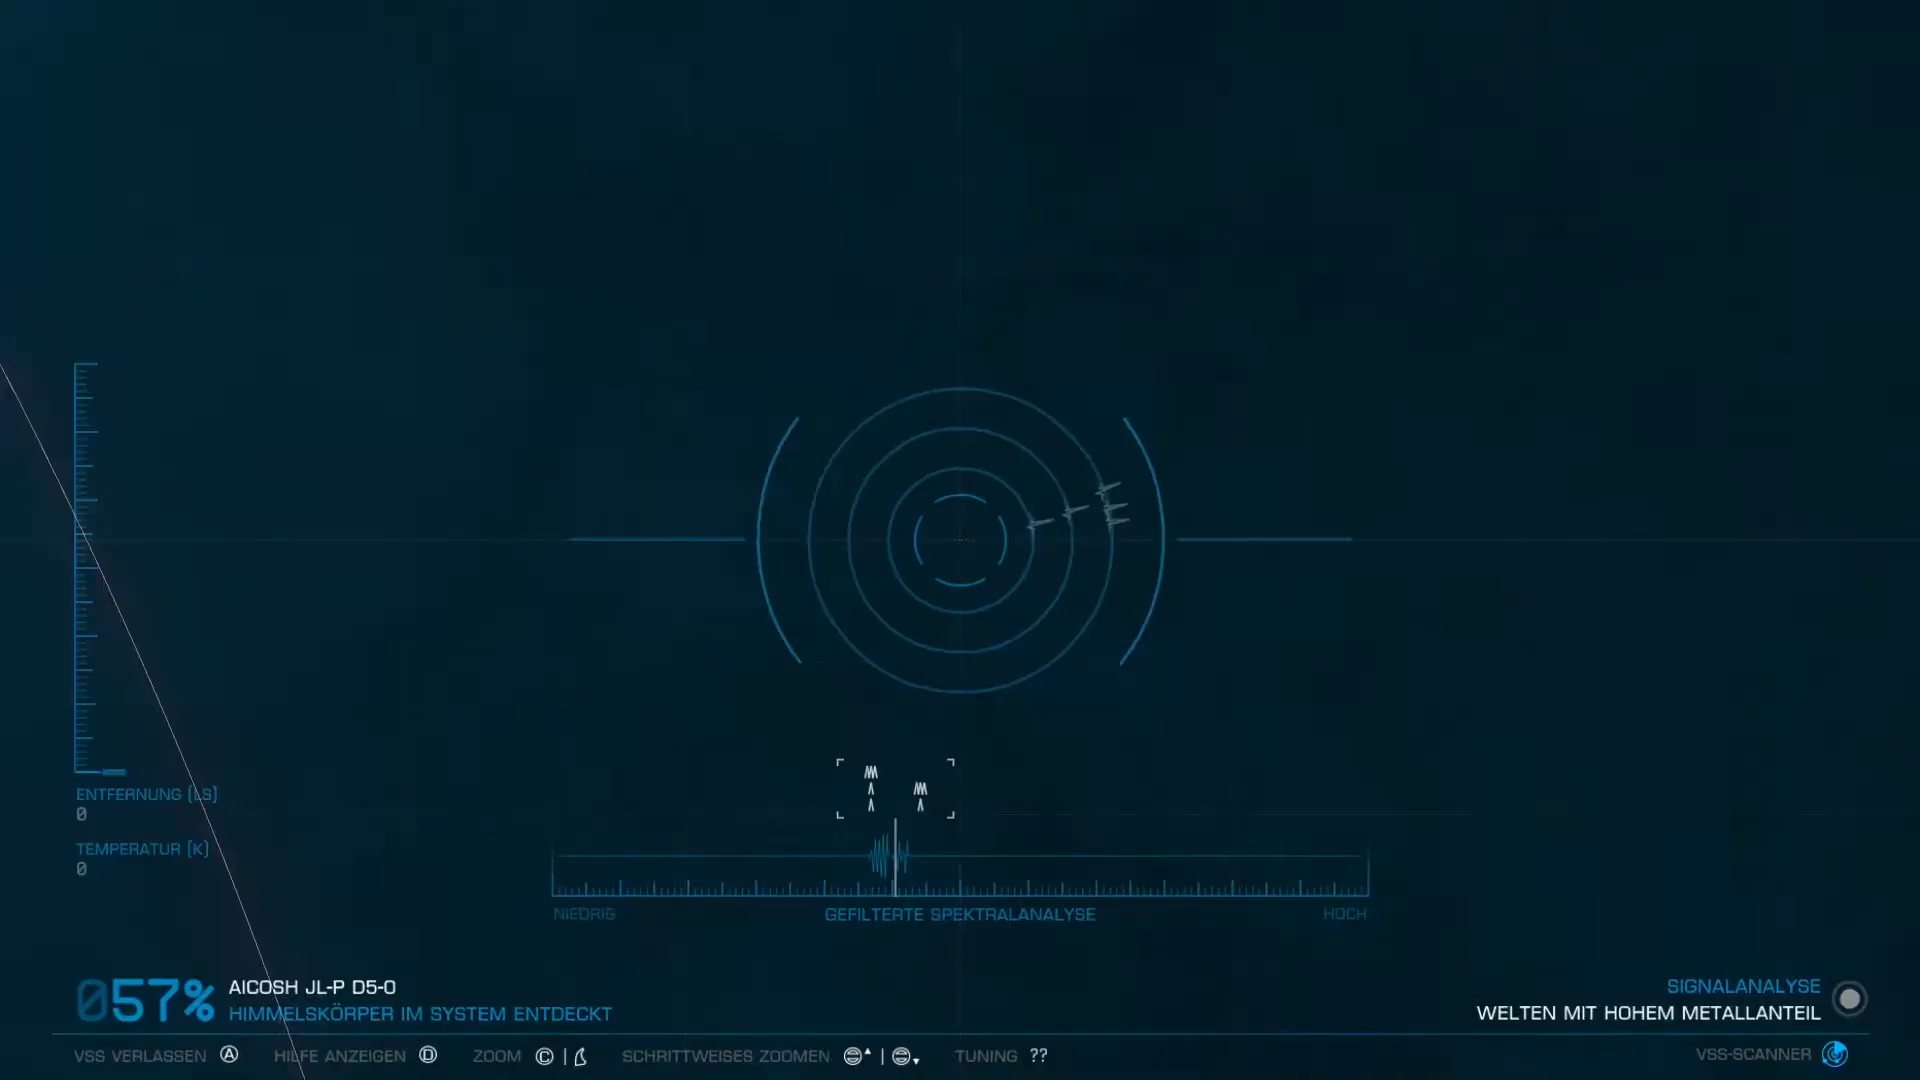 ENTFERNUNG (LS)
0
TEMPERATUR (K)
0
NIEDRIG
GEFILTERTE SPEKTRALANALYSE
HOCH
057%
AICOSH JL-P D5-0
HIMMELSKÖRPER IM SYSTEM ENTDECKT
SIGNALANALYSE
WELTEN MIT HOHEM METALLANTEIL
VSS VERLASSEN A
HILFE ANZEIGEN D
ZOOM C |
SCHRITTWEISES ZOOMEN |
TUNING ??
VSS-SCANNER